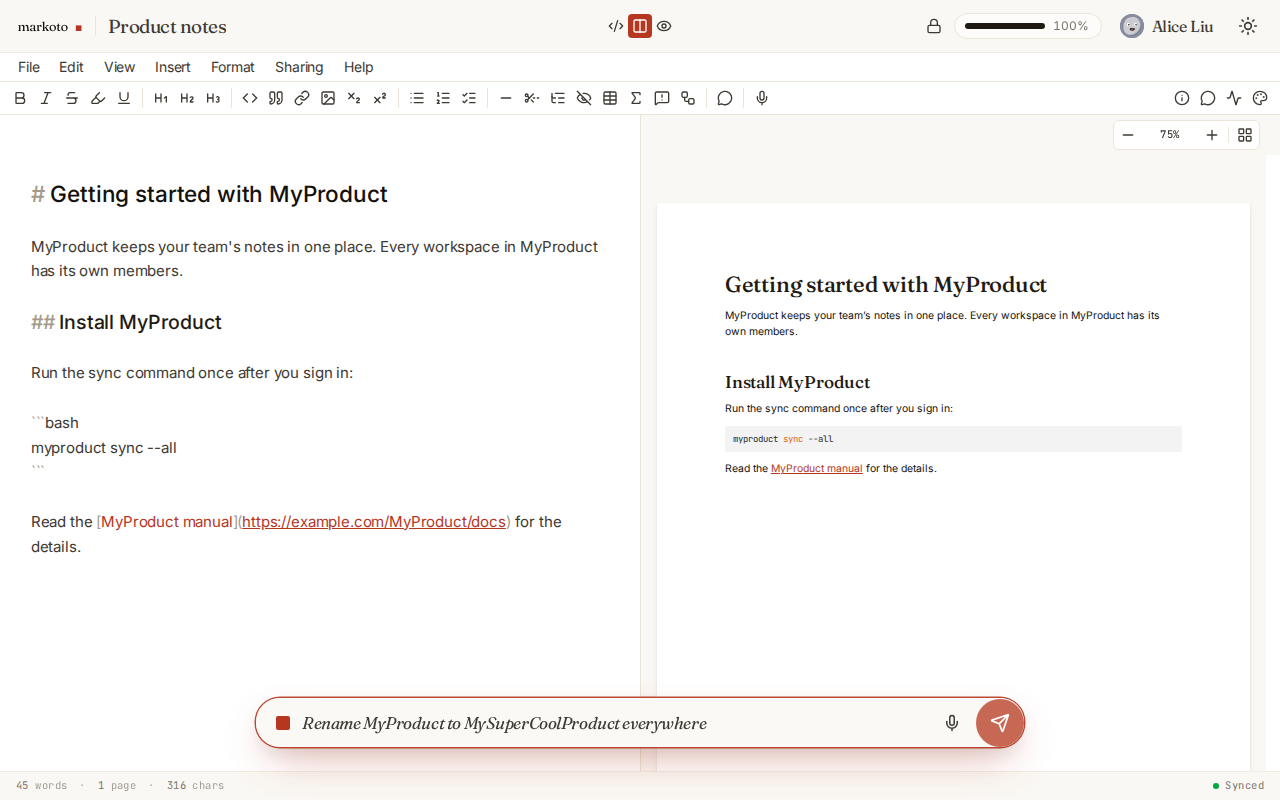 markoto
Product notes
100%
Alice Liu
File Edit View Insert Format Sharing Help
H1 H2 H3
75%
# Getting started with MyProduct
MyProduct keeps your team's notes in one place. Every workspace in MyProduct
has its own members.
## Install MyProduct
Run the sync command once after you sign in:
```bash
myproduct sync --all
```
Read the [MyProduct manual](https://example.com/MyProduct/docs) for the
details.
Getting started with MyProduct
MyProduct keeps your team's notes in one place. Every workspace in MyProduct has its
own members.
Install MyProduct
Run the sync command once after you sign in:
myproduct sync --all
Read the MyProduct manual for the details.
Rename MyProduct to MySuperCoolProduct everywhere
45 words · 1 page · 316 chars
Synced